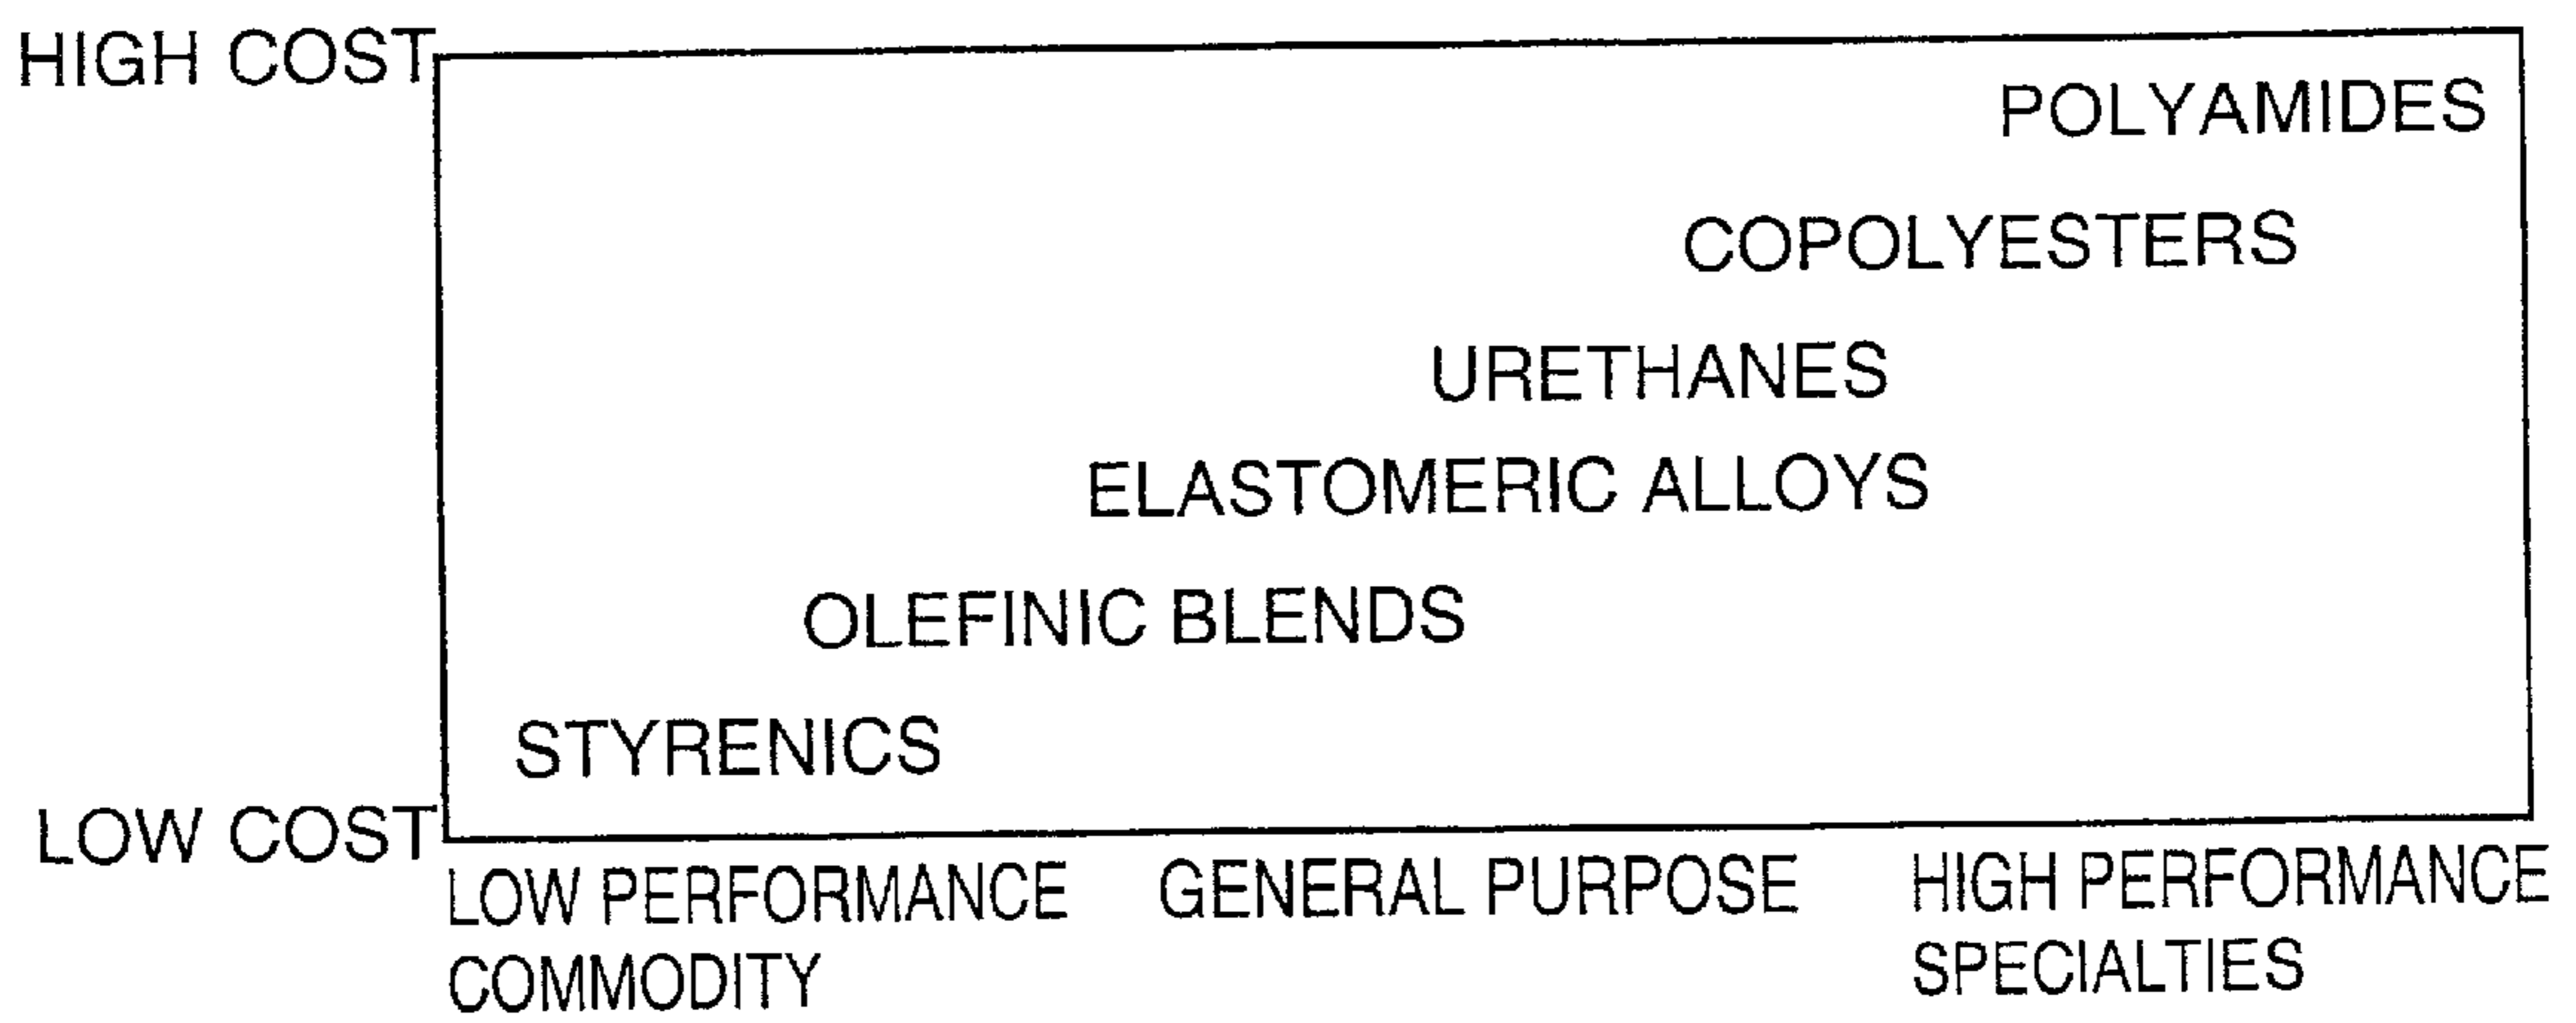 HIGH COST
POLYAMIDES
COPOLYESTERS
URETHANES
ELASTOMERIC ALLOYS
OLEFINIC BLENDS
STYRENICS
LOW COST
LOW PERFORMANCE GENERAL PURPOSE HIGH PERFORMANCE
COMMODITY SPECIALTIES